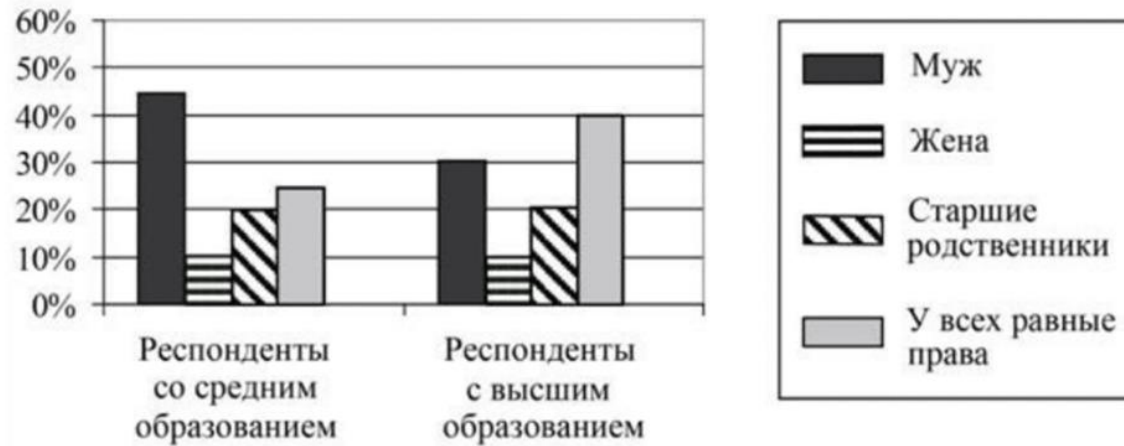 60%
50%
40%
30%
20%
10%
0%
Респонденты
со средним
образованием
Респонденты
с высшим
образованием
Муж
Жена
Старшие
родственники
У всех равные
права